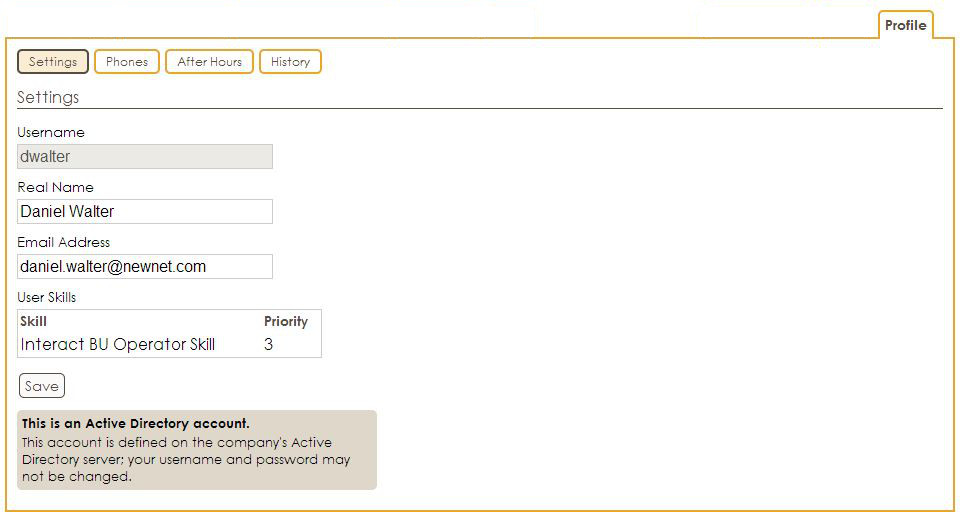 Profile
Settings Phones After Hours History
Settings
Username
dwalter
Real Name
Daniel Walter
Email Address
daniel.walter@newnet.com
User Skills
Skill Priority
Interact BU Operator Skill 3
Save
This is an Active Directory account.
This account is defined on the company's Active
Directory server; your username and password may
not be changed.